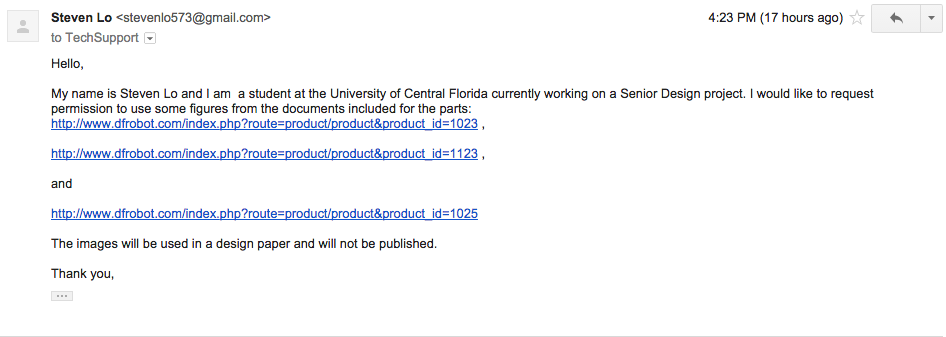 Steven Lo <stevenlo573@gmail.com> 4:23 PM (17 hours ago)
to TechSupport
Hello,
My name is Steven Lo and I am  a student at the University of Central Florida currently working on a Senior Design project. I would like to request
permission to use some figures from the documents included for the parts:
http://www.dfrobot.com/index.php?route=product/product&product_id=1023 ,
http://www.dfrobot.com/index.php?route=product/product&product_id=1123 ,
and
http://www.dfrobot.com/index.php?route=product/product&product_id=1025
The images will be used in a design paper and will not be published.
Thank you,